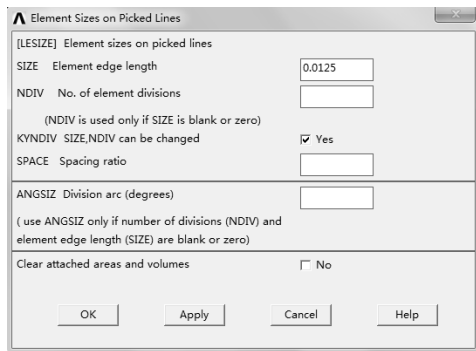 Element Sizes on Picked Lines
[LESIZE] Element sizes on picked lines
SIZE Element edge length 0.0125
NDIV No. of element divisions
(NDIV is used only if SIZE is blank or zero)
KYNDIV SIZE,NDIV can be changed Yes
SPACE Spacing ratio
ANGSIZ Division arc (degrees)
( use ANGSIZ only if number of divisions (NDIV) and
element edge length (SIZE) are blank or zero)
Clear attached areas and volumes No
OK Apply Cancel Help